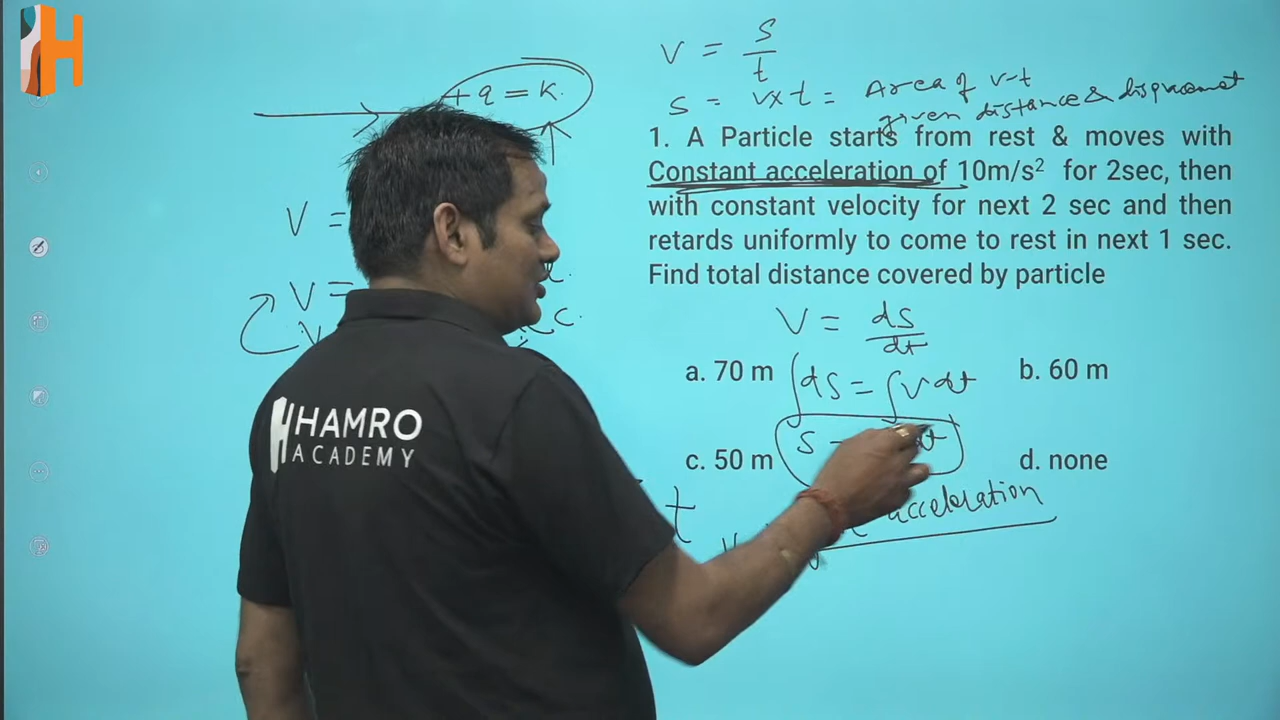 V = s/t
s = v×t = Area of v-t
given distance & displacment
+a = k.
1. A Particle starts from rest & moves with
Constant acceleration of 10m/s² for 2sec, then
with constant velocity for next 2 sec and then
retards uniformly to come to rest in next 1 sec.
Find total distance covered by particle
V =
V =
V
c.
V = ds/dt
∫ds = ∫v dt
a. 70 m
b. 60 m
s =
c. 50 m
d. none
t
acceleration
HAMRO
ACADEMY